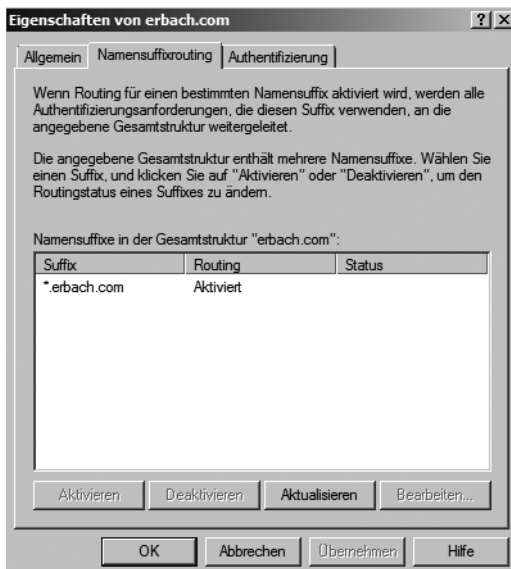 Eigenschaften von erbach.com
Allgemein Namensuffixrouting Authentifizierung
Wenn Routing für einen bestimmten Namensuffix aktiviert wird, werden alle
Authentifizierungsanforderungen, die diesen Suffix verwenden, an die
angegebene Gesamtstruktur weitergeleitet.
Die angegebene Gesamtstruktur enthält mehrere Namensuffixe. Wählen Sie
einen Suffix, und klicken Sie auf "Aktivieren" oder "Deaktivieren", um den
Routingstatus eines Suffixes zu ändern.
Namensuffixe in der Gesamtstruktur "erbach.com":
Suffix Routing Status
*.erbach.com Aktiviert
Aktivieren Deaktivieren Aktualisieren Bearbeiten...
OK Abbrechen Übernehmen Hilfe